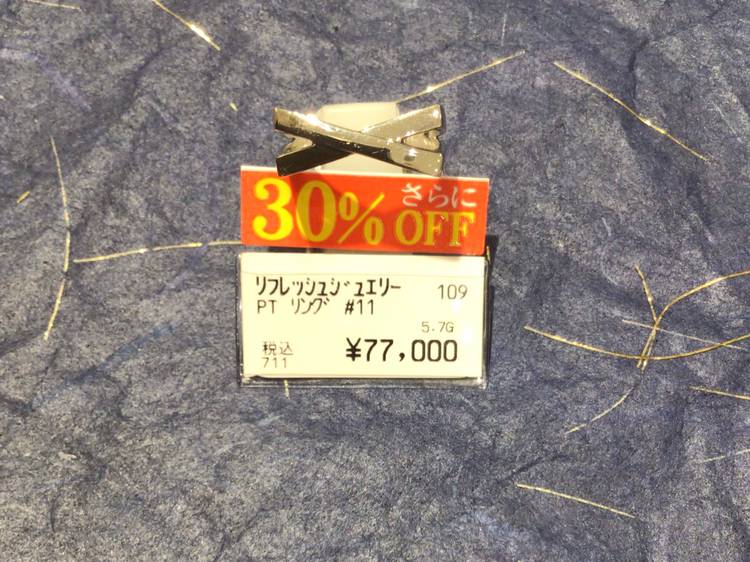 さらに
30% OFF
ﾘﾌﾚｯｼｭｼﾞｭｴﾘｰ 109
PT ﾘﾝｸﾞ #11
5.7G
税込 ¥77,000
711